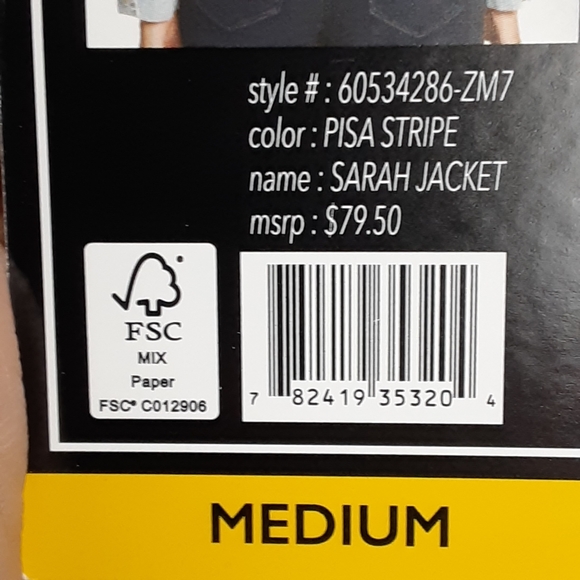 style # : 60534286-ZM7
color : PISA STRIPE
name : SARAH JACKET
msrp : $79.50
FSC
MIX
Paper
FSC® C012906
7 82419 35320 4
MEDIUM